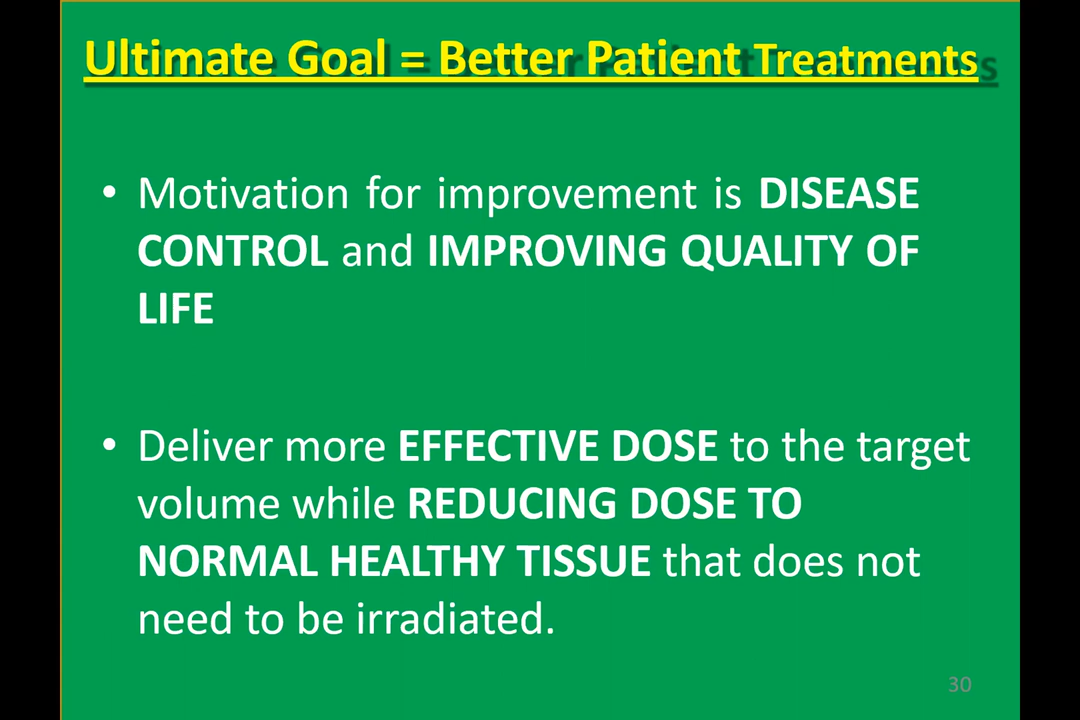 Ultimate Goal = Better Patient Treatments
• Motivation for improvement is DISEASE
CONTROL and IMPROVING QUALITY OF
LIFE
• Deliver more EFFECTIVE DOSE to the target
volume while REDUCING DOSE TO
NORMAL HEALTHY TISSUE that does not
need to be irradiated.
30